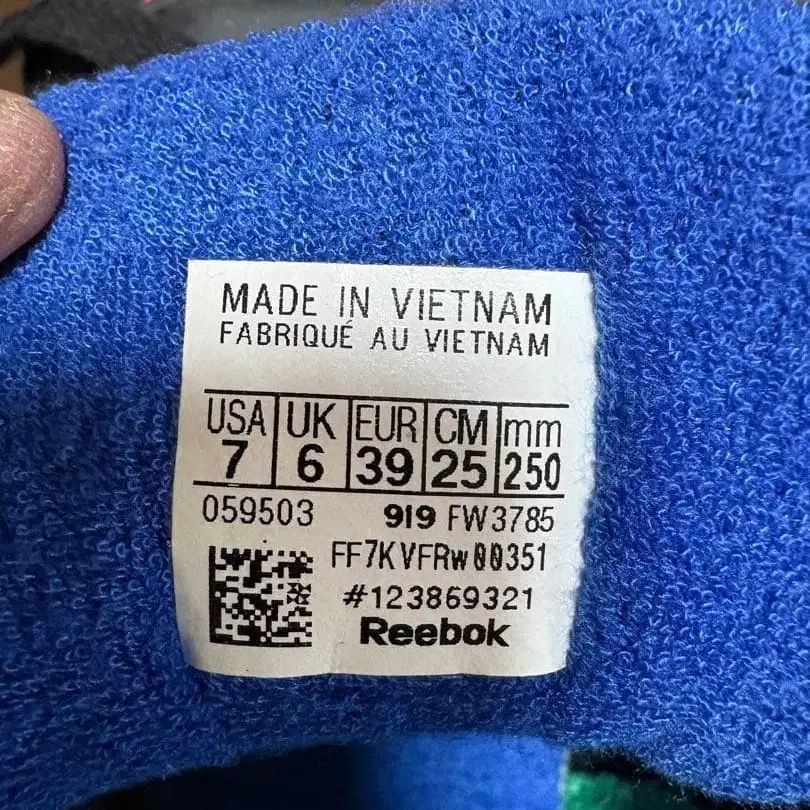 MADE IN VIETNAM
FABRIQUÉ AU VIETNAM
USA UK EUR CM mm
7 6 39 25 250
059503 919 FW3785
FF7KVFRw00351
#123869321
Reebok